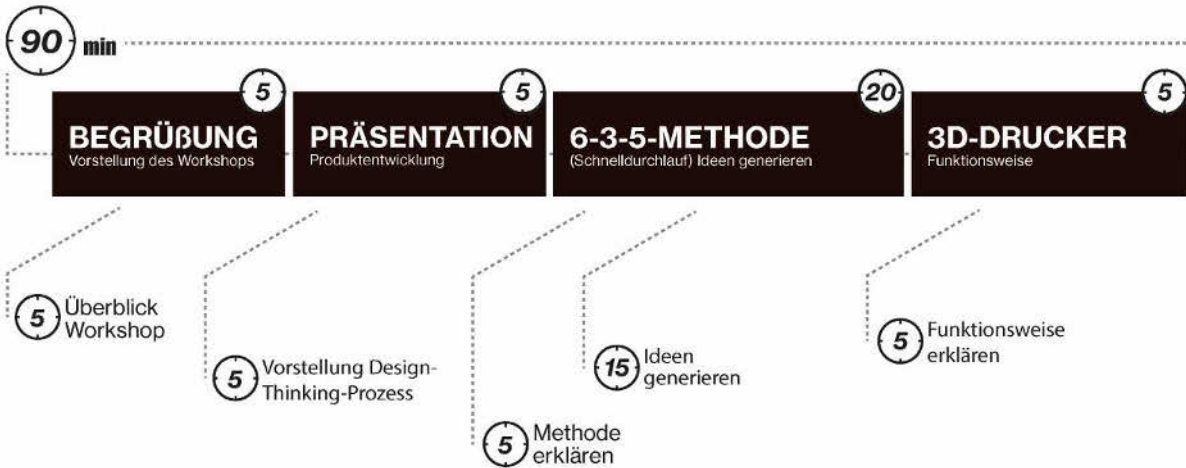 90 min
5
BEGRÜßUNG
Vorstellung des Workshops
5
PRÄSENTATION
Produktentwicklung
20
6-3-5-METHODE
(Schnelldurchlauf) Ideen generieren
5
3D-DRUCKER
Funktionsweise
5 Überblick
Workshop
5 Vorstellung Design-
Thinking-Prozess
5 Methode
erklären
15 Ideen
generieren
5 Funktionsweise
erklären